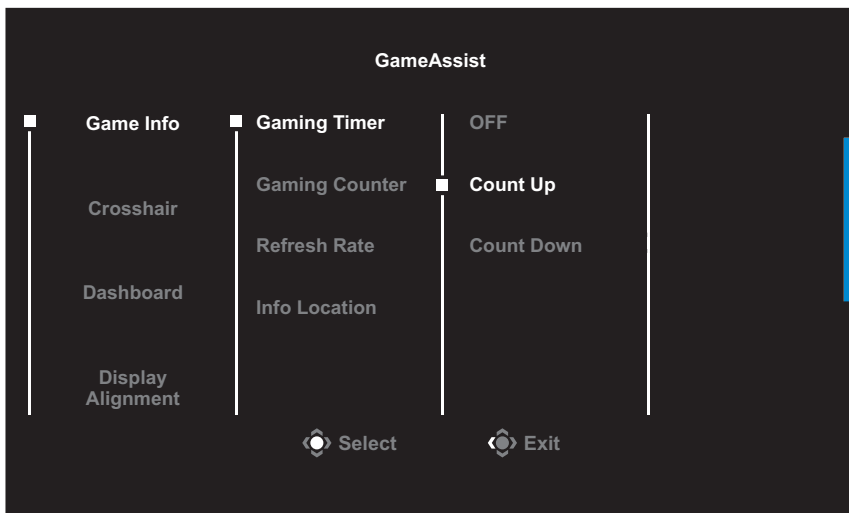 GameAssist
Game Info
Crosshair
Dashboard
Display
Alignment
Gaming Timer
Gaming Counter
Refresh Rate
Info Location
OFF
Count Up
Count Down
Select
Exit